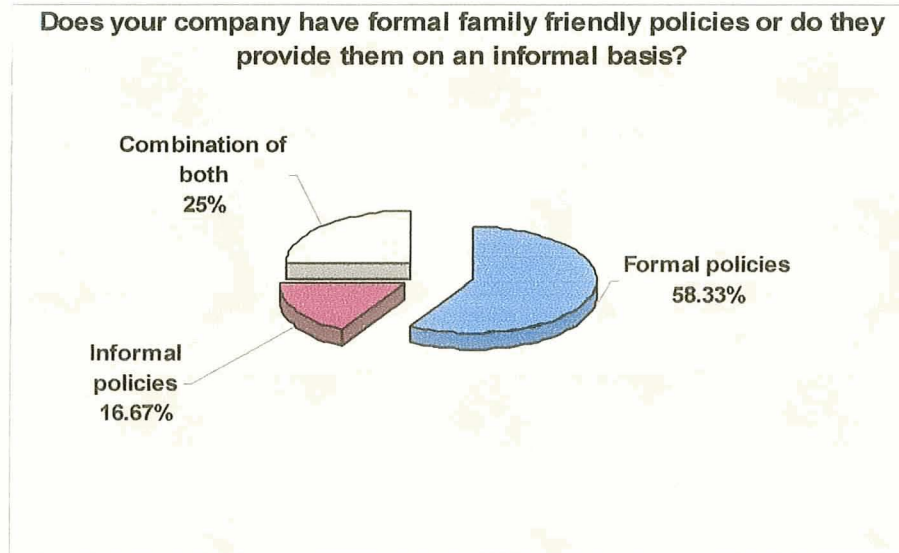 Does your company have formal family friendly policies or do they
provide them on an informal basis?
Combination of
both
25%
Formal policies
58.33%
Informal
policies
16.67%